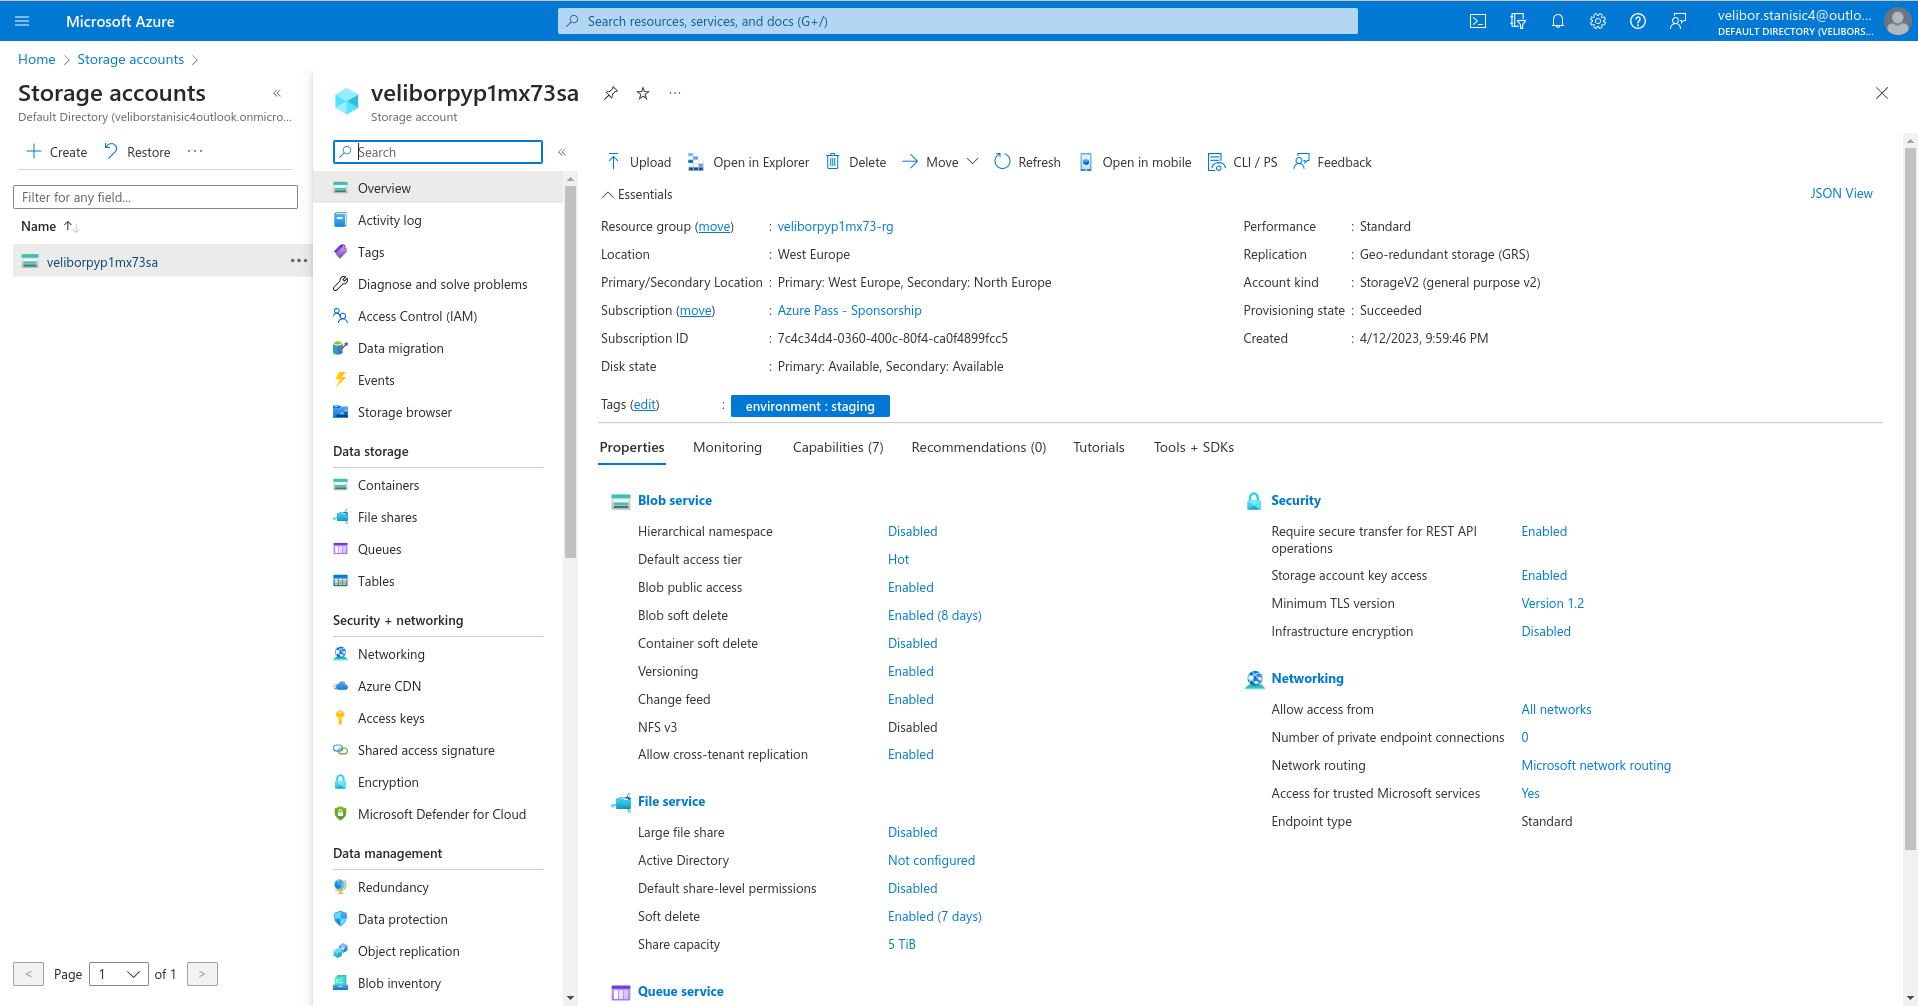 Microsoft Azure
Search resources, services, and docs (G+/)
velibor.stanisic4@outlo...
DEFAULT DIRECTORY (VELIBORS...
Home > Storage accounts >
Storage accounts
Default Directory (veliborstanisic4outlook.onmicro...
Create Restore ...
Filter for any field...
Name
veliborpyp1mx73sa ...
< Page 1 of 1 >
veliborpyp1mx73sa ...
Storage account
Search
Overview
Activity log
Tags
Diagnose and solve problems
Access Control (IAM)
Data migration
Events
Storage browser
Data storage
Containers
File shares
Queues
Tables
Security + networking
Networking
Azure CDN
Access keys
Shared access signature
Encryption
Microsoft Defender for Cloud
Data management
Redundancy
Data protection
Object replication
Blob inventory
Upload Open in Explorer Delete Move Refresh Open in mobile CLI / PS Feedback
Essentials
JSON View
Resource group (move) : veliborpyp1mx73-rg
Location : West Europe
Primary/Secondary Location : Primary: West Europe, Secondary: North Europe
Subscription (move) : Azure Pass - Sponsorship
Subscription ID : 7c4c34d4-0360-400c-80f4-ca0f4899fcc5
Disk state : Primary: Available, Secondary: Available
Performance : Standard
Replication : Geo-redundant storage (GRS)
Account kind : StorageV2 (general purpose v2)
Provisioning state : Succeeded
Created : 4/12/2023, 9:59:46 PM
Tags (edit) : environment : staging
Properties Monitoring Capabilities (7) Recommendations (0) Tutorials Tools + SDKs
Blob service
Hierarchical namespace Disabled
Default access tier Hot
Blob public access Enabled
Blob soft delete Enabled (8 days)
Container soft delete Disabled
Versioning Enabled
Change feed Enabled
NFS v3 Disabled
Allow cross-tenant replication Enabled
File service
Large file share Disabled
Active Directory Not configured
Default share-level permissions Disabled
Soft delete Enabled (7 days)
Share capacity 5 TiB
Queue service
Security
Require secure transfer for REST API Enabled
operations
Storage account key access Enabled
Minimum TLS version Version 1.2
Infrastructure encryption Disabled
Networking
Allow access from All networks
Number of private endpoint connections 0
Network routing Microsoft network routing
Access for trusted Microsoft services Yes
Endpoint type Standard